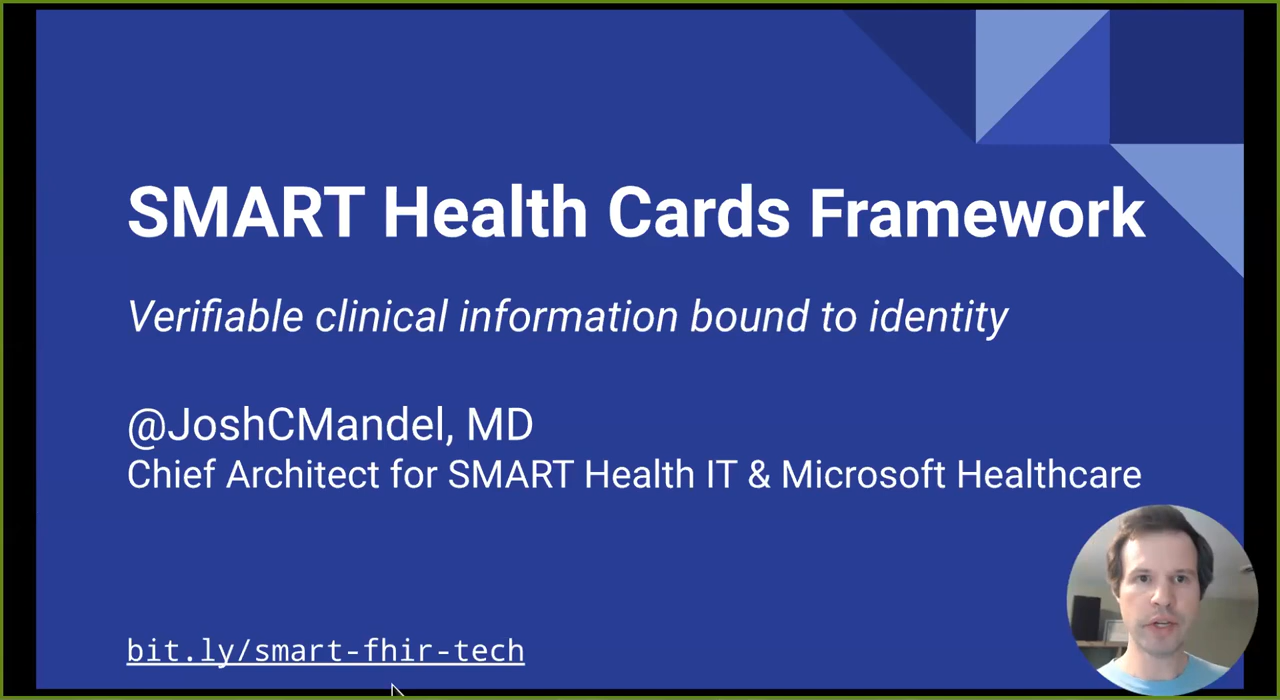 SMART Health Cards Framework
Verifiable clinical information bound to identity
@JoshCMandel, MD
Chief Architect for SMART Health IT & Microsoft Healthcare
bit.ly/smart-fhir-tech